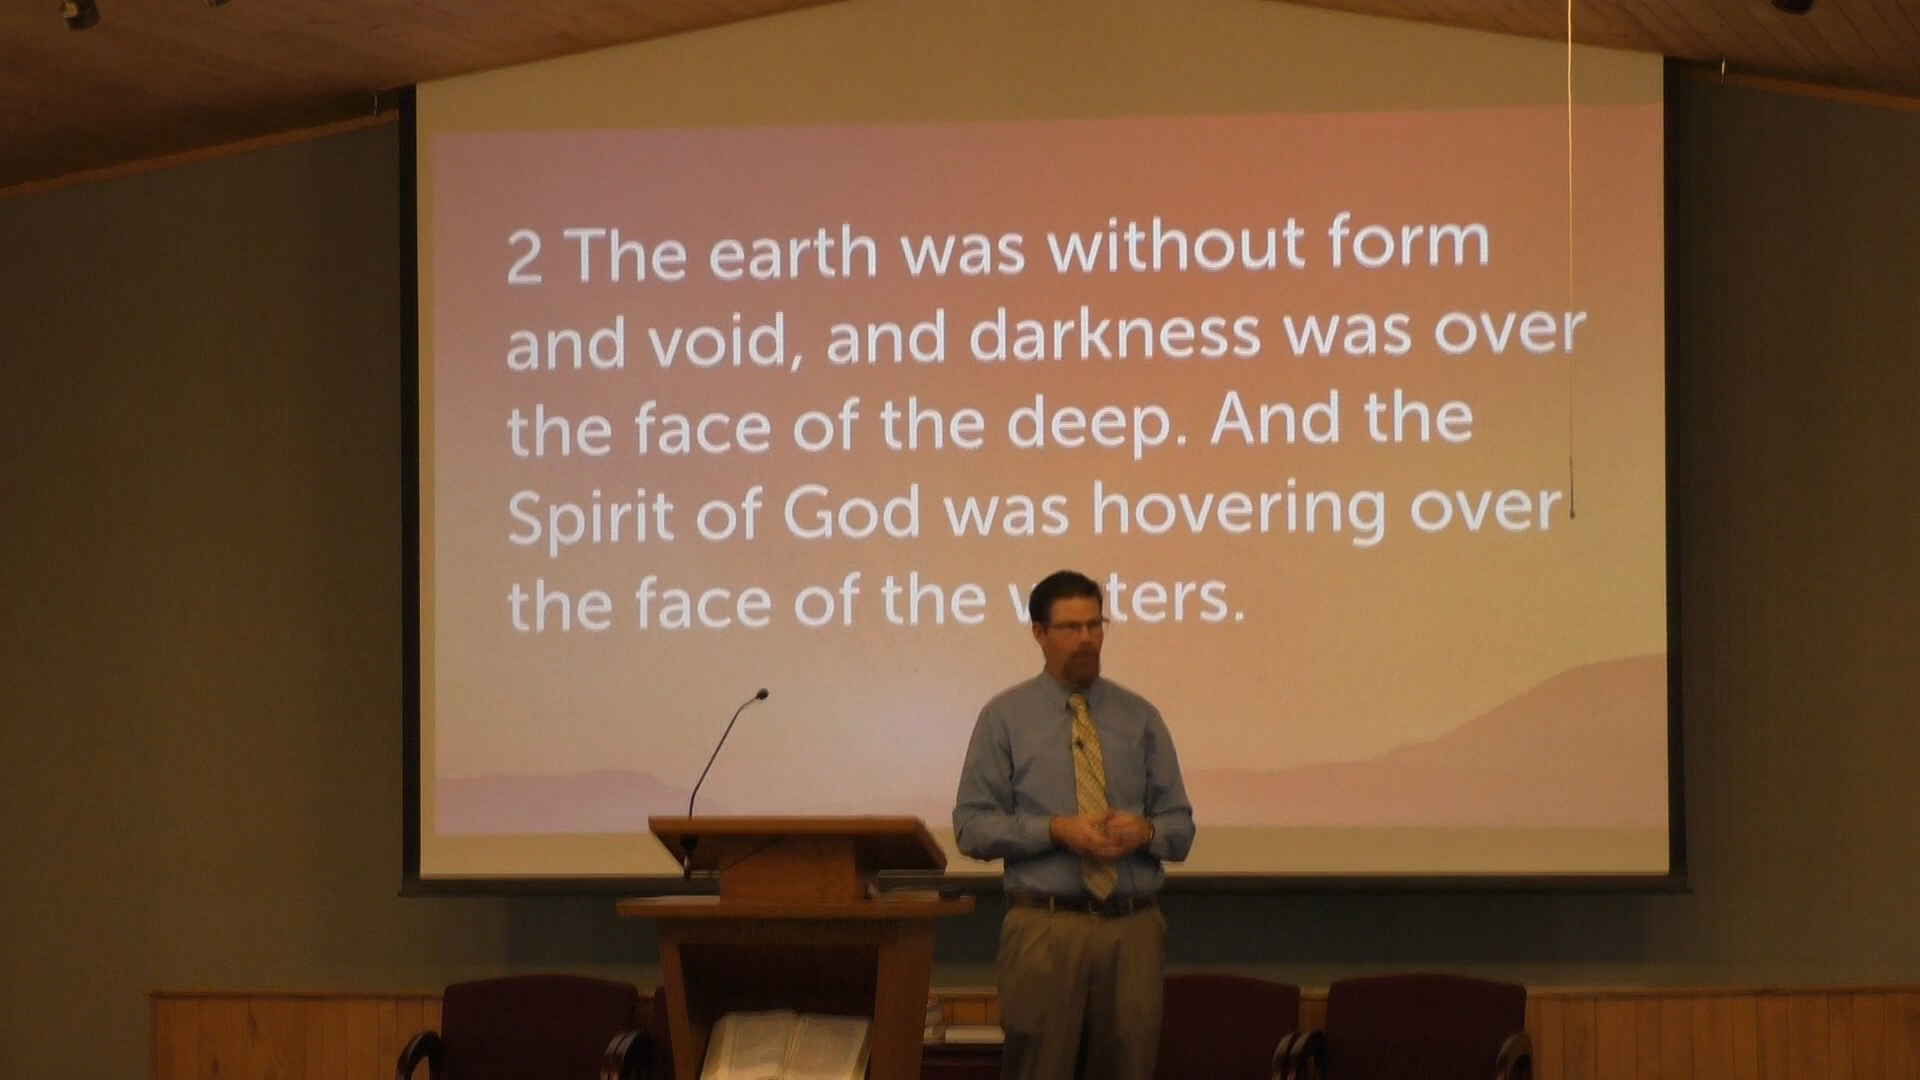 2 The earth was without form
and void, and darkness was over
the face of the deep. And the
Spirit of God was hovering over
the face of the